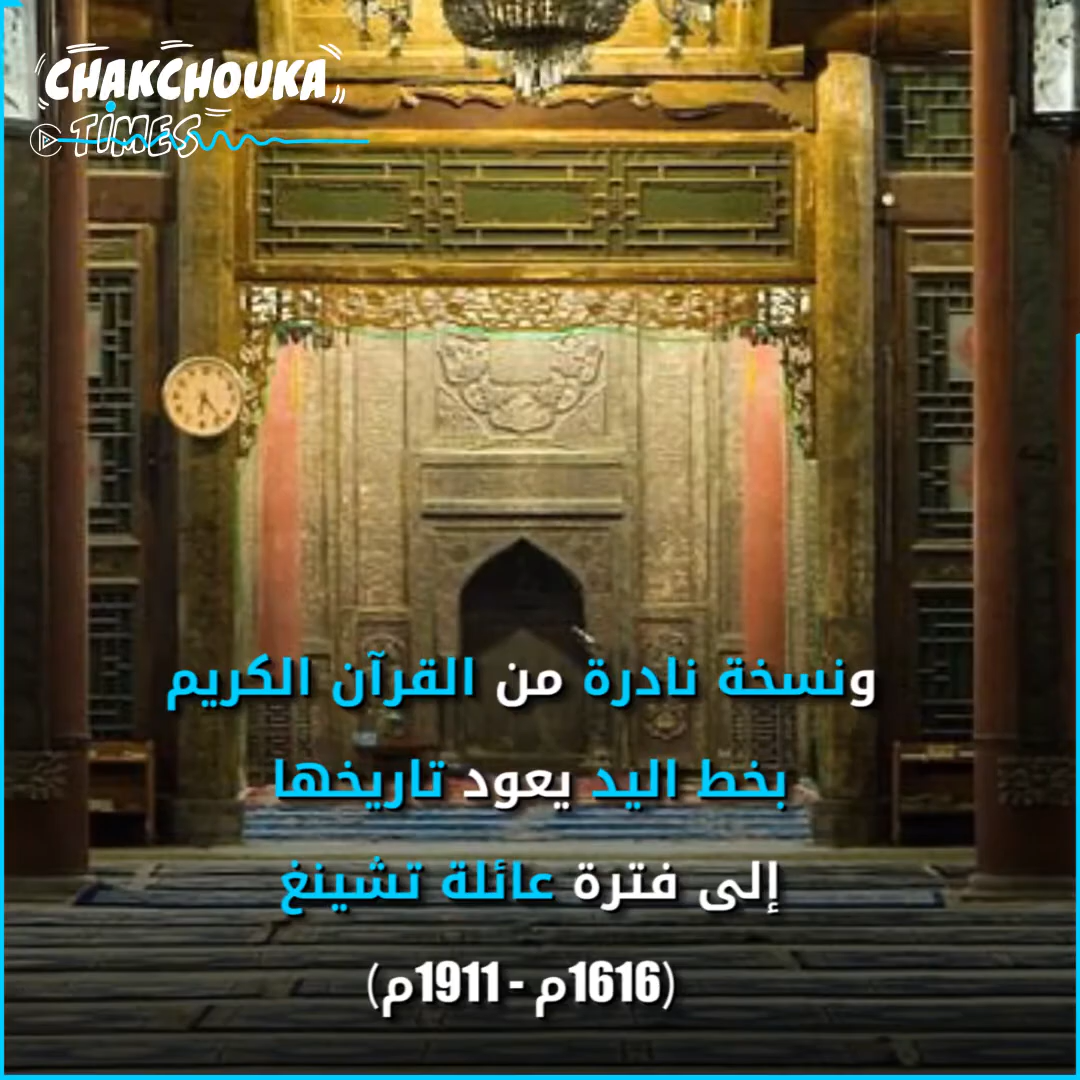 CHAKCHOUKA
TIMES
ونسخة نادرة من القرآن الكريم
بخط اليد يعود تاريخها
إلى فترة عائلة تشينغ
(1616م - 1911م)